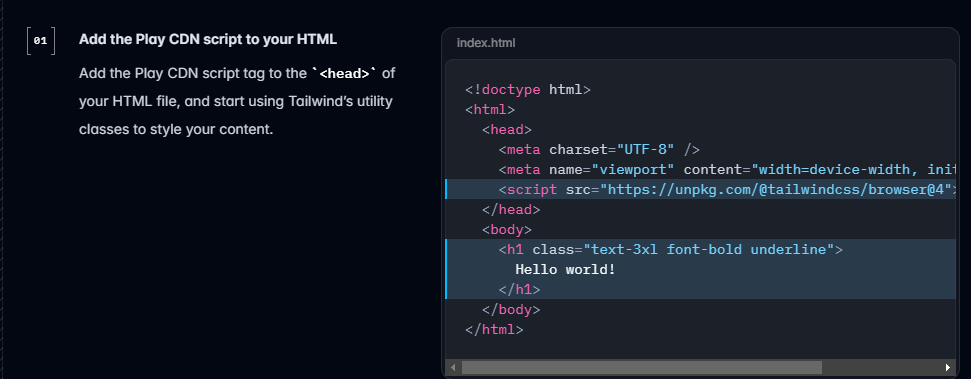 01
Add the Play CDN script to your HTML
Add the Play CDN script tag to the `<head>` of
your HTML file, and start using Tailwind’s utility
classes to style your content.
index.html
<!doctype html>
<html>
  <head>
    <meta charset="UTF-8" />
    <meta name="viewport" content="width=device-width, init
    <script src="https://unpkg.com/@tailwindcss/browser@4">
  </head>
  <body>
    <h1 class="text-3xl font-bold underline">
      Hello world!
    </h1>
  </body>
</html>